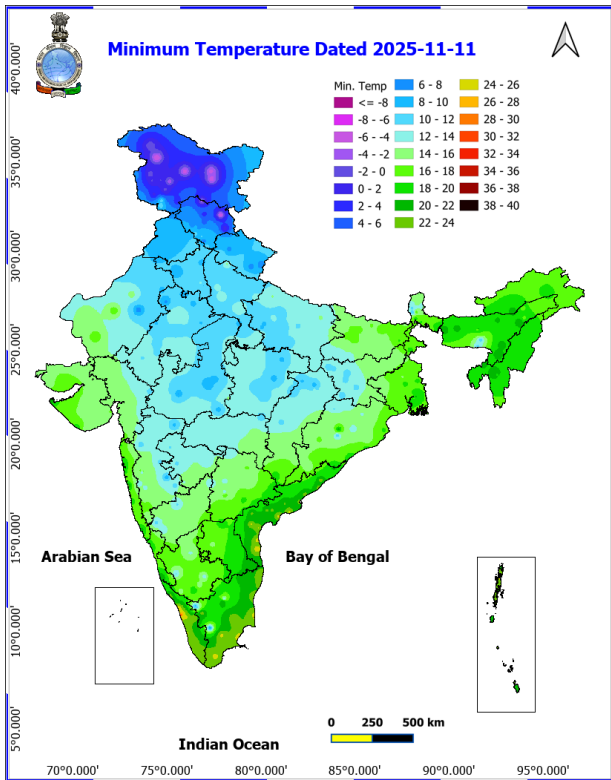 Minimum Temperature Dated 2025-11-11
Min. Temp
<= -8
-8 - -6
-6 - -4
-4 - -2
-2 - 0
0 - 2
2 - 4
4 - 6
6 - 8
8 - 10
10 - 12
12 - 14
14 - 16
16 - 18
18 - 20
20 - 22
22 - 24
24 - 26
26 - 28
28 - 30
30 - 32
32 - 34
34 - 36
36 - 38
38 - 40
40°0.000'
35°0.000'
30°0.000'
25°0.000'
20°0.000'
15°0.000'
10°0.000'
5°0.000'
Arabian Sea
Bay of Bengal
0 250 500 km
Indian Ocean
70°0.000' 75°0.000' 80°0.000' 85°0.000' 90°0.000' 95°0.000'